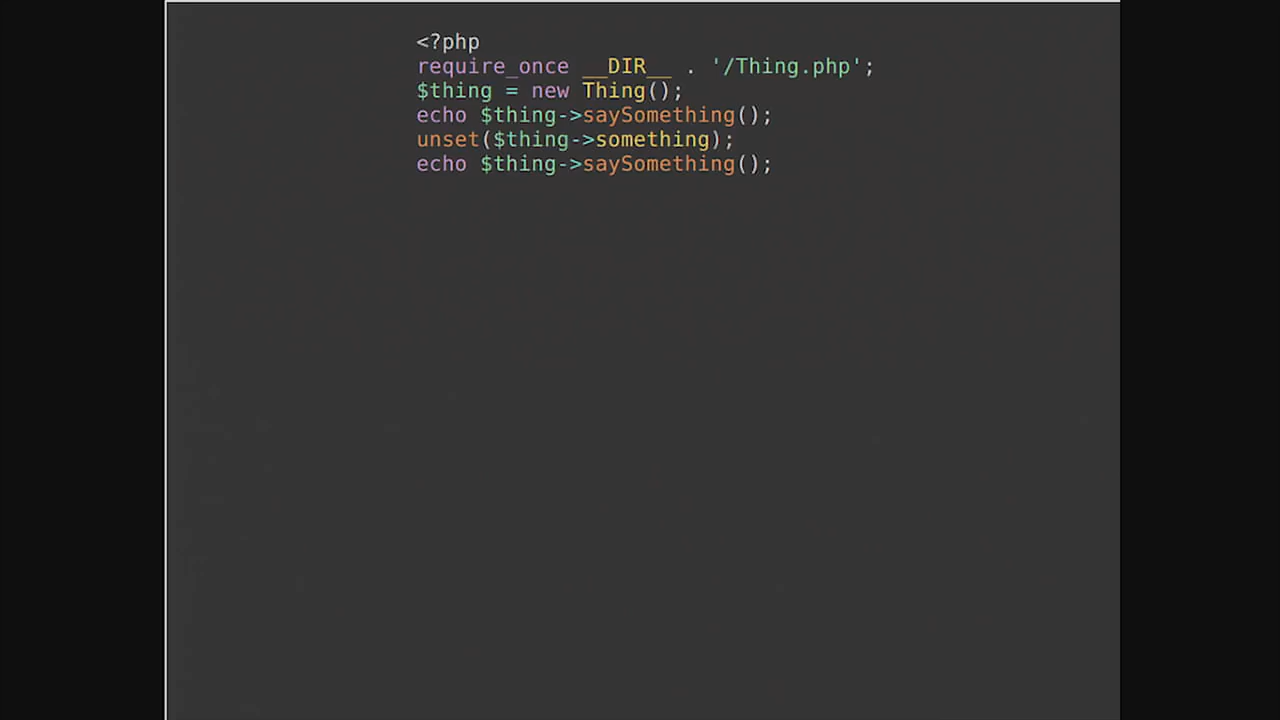 <?php
require_once __DIR__ . '/Thing.php';
$thing = new Thing();
echo $thing->saySomething();
unset($thing->something);
echo $thing->saySomething();